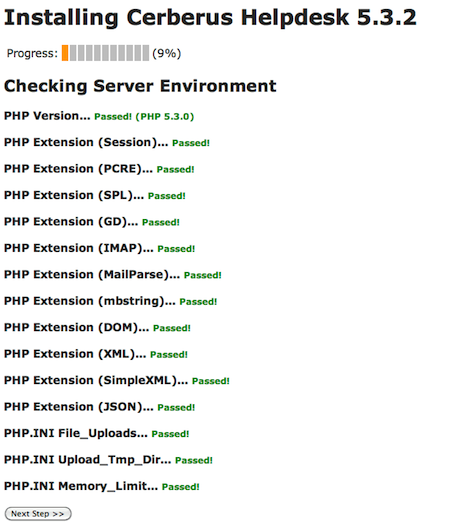 Installing Cerberus Helpdesk 5.3.2
Progress: (9%)
Checking Server Environment
PHP Version... Passed! (PHP 5.3.0)
PHP Extension (Session)... Passed!
PHP Extension (PCRE)... Passed!
PHP Extension (SPL)... Passed!
PHP Extension (GD)... Passed!
PHP Extension (IMAP)... Passed!
PHP Extension (MailParse)... Passed!
PHP Extension (mbstring)... Passed!
PHP Extension (DOM)... Passed!
PHP Extension (XML)... Passed!
PHP Extension (SimpleXML)... Passed!
PHP Extension (JSON)... Passed!
PHP.INI File_Uploads... Passed!
PHP.INI Upload_Tmp_Dir... Passed!
PHP.INI Memory_Limit... Passed!
Next Step >>